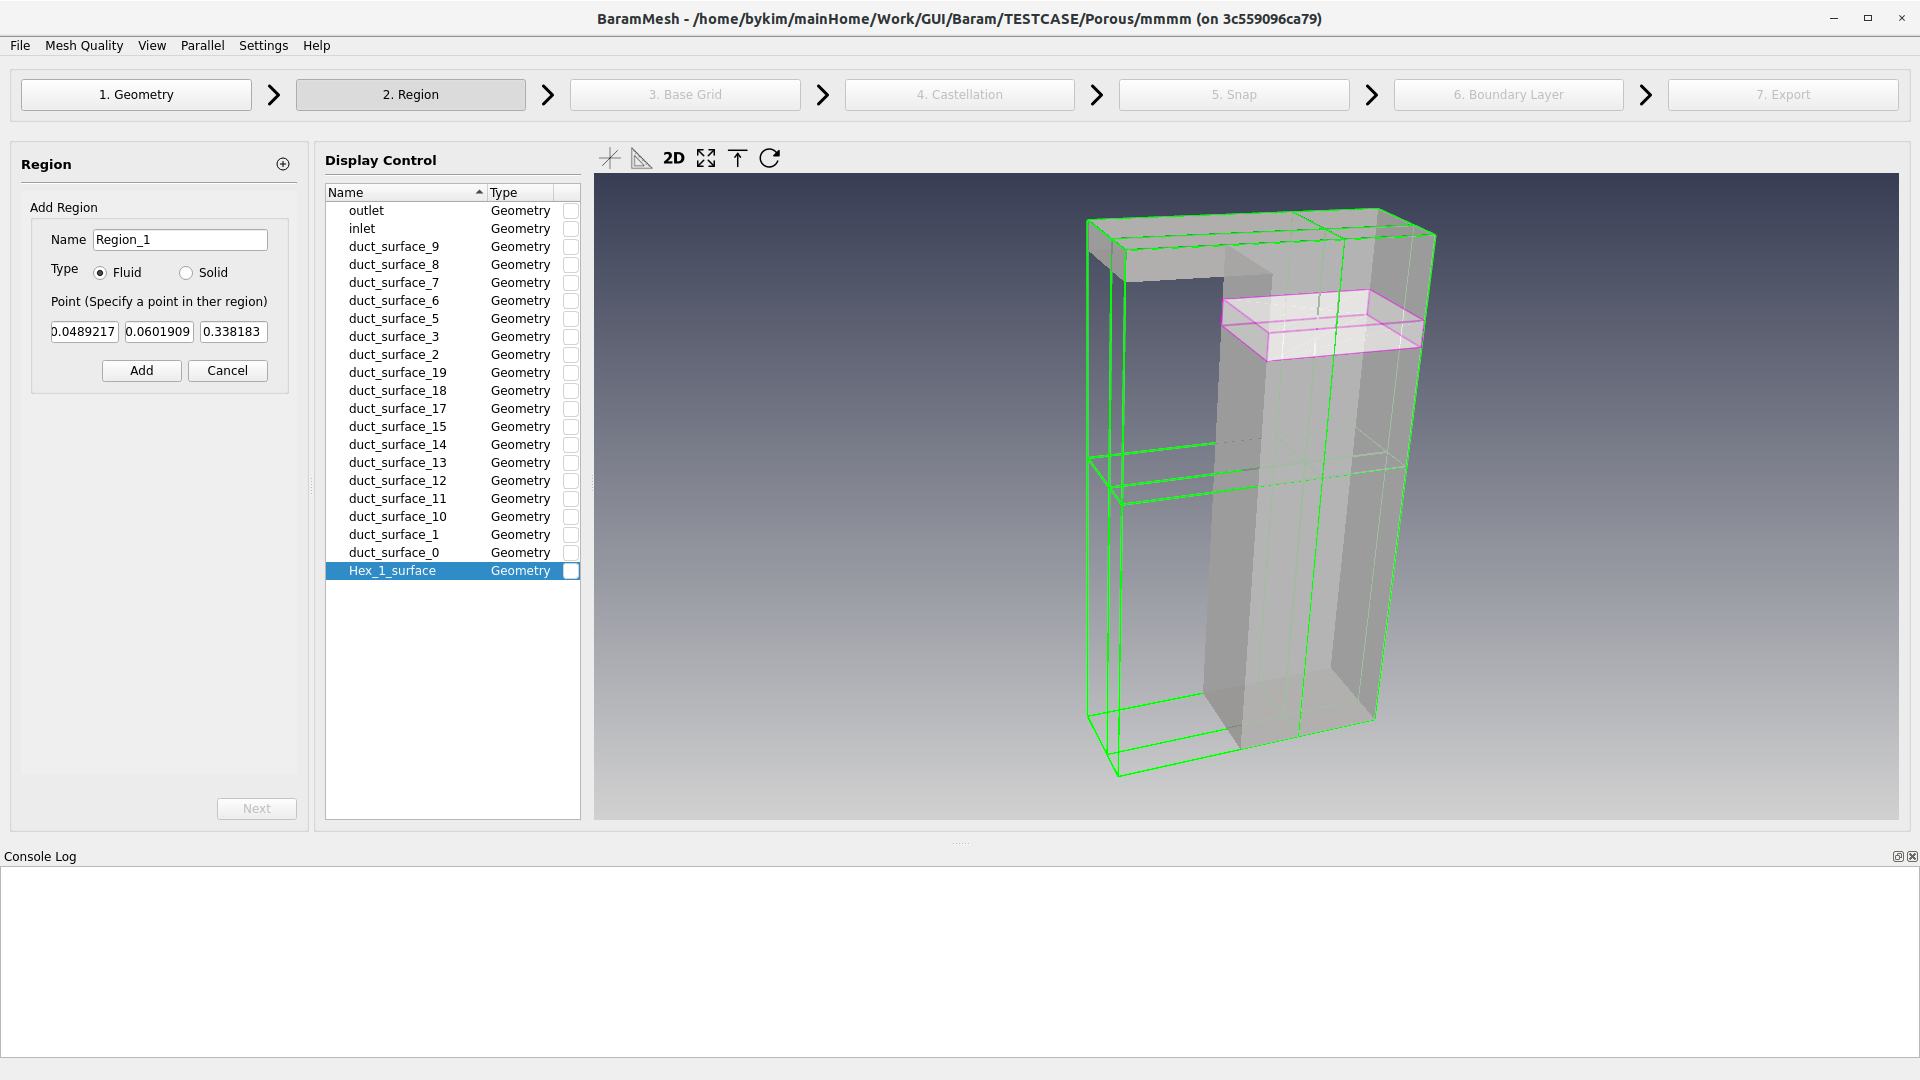 BaramMesh - /home/bykim/mainHome/Work/GUI/Baram/TESTCASE/Porous/mmmm (on 3c559096ca79)
File Mesh Quality View Parallel Settings Help
1. Geometry 2. Region 3. Base Grid 4. Castellation 5. Snap 6. Boundary Layer 7. Export
Region
Add Region
Name Region_1
Type Fluid Solid
Point (Specify a point in ther region)
0.0489217 0.0601909 0.338183
Add Cancel
Next
Display Control
Name Type
outlet Geometry
inlet Geometry
duct_surface_9 Geometry
duct_surface_8 Geometry
duct_surface_7 Geometry
duct_surface_6 Geometry
duct_surface_5 Geometry
duct_surface_3 Geometry
duct_surface_2 Geometry
duct_surface_19 Geometry
duct_surface_18 Geometry
duct_surface_17 Geometry
duct_surface_15 Geometry
duct_surface_14 Geometry
duct_surface_13 Geometry
duct_surface_12 Geometry
duct_surface_11 Geometry
duct_surface_10 Geometry
duct_surface_1 Geometry
duct_surface_0 Geometry
Hex_1_surface Geometry
2D
Console Log